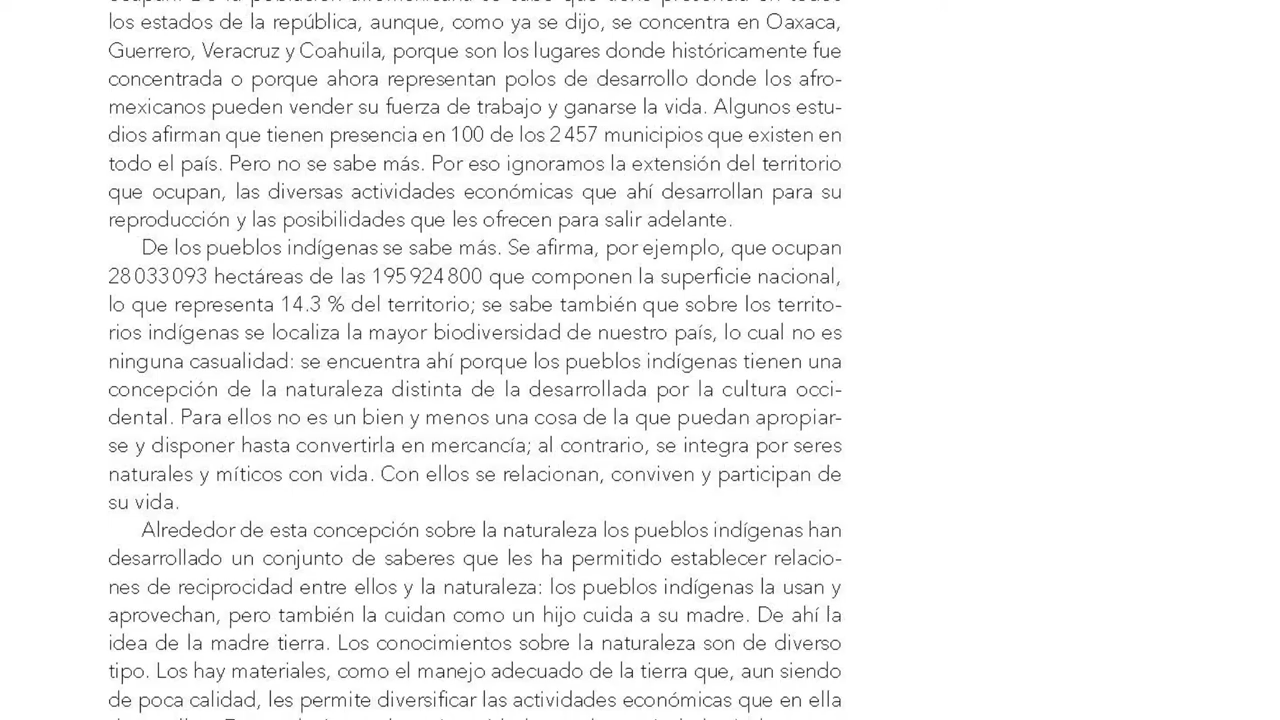 los estados de la república, aunque, como ya se dijo, se concentra en Oaxaca,
Guerrero, Veracruz y Coahuila, porque son los lugares donde históricamente fue
concentrada o porque ahora representan polos de desarrollo donde los afro-
mexicanos pueden vender su fuerza de trabajo y ganarse la vida. Algunos estu-
dios afirman que tienen presencia en 100 de los 2 457 municipios que existen en
todo el país. Pero no se sabe más. Por eso ignoramos la extensión del territorio
que ocupan, las diversas actividades económicas que ahí desarrollan para su
reproducción y las posibilidades que les ofrecen para salir adelante.
De los pueblos indígenas se sabe más. Se afirma, por ejemplo, que ocupan
28 033 093 hectáreas de las 195 924 800 que componen la superficie nacional,
lo que representa 14.3 % del territorio; se sabe también que sobre los territo-
rios indígenas se localiza la mayor biodiversidad de nuestro país, lo cual no es
ninguna casualidad: se encuentra ahí porque los pueblos indígenas tienen una
concepción de la naturaleza distinta de la desarrollada por la cultura occi-
dental. Para ellos no es un bien y menos una cosa de la que puedan apropiar-
se y disponer hasta convertirla en mercancía; al contrario, se integra por seres
naturales y míticos con vida. Con ellos se relacionan, conviven y participan de
su vida.
Alrededor de esta concepción sobre la naturaleza los pueblos indígenas han
desarrollado un conjunto de saberes que les ha permitido establecer relacio-
nes de reciprocidad entre ellos y la naturaleza: los pueblos indígenas la usan y
aprovechan, pero también la cuidan como un hijo cuida a su madre. De ahí la
idea de la madre tierra. Los conocimientos sobre la naturaleza son de diverso
tipo. Los hay materiales, como el manejo adecuado de la tierra que, aun siendo
de poca calidad, les permite diversificar las actividades económicas que en ella